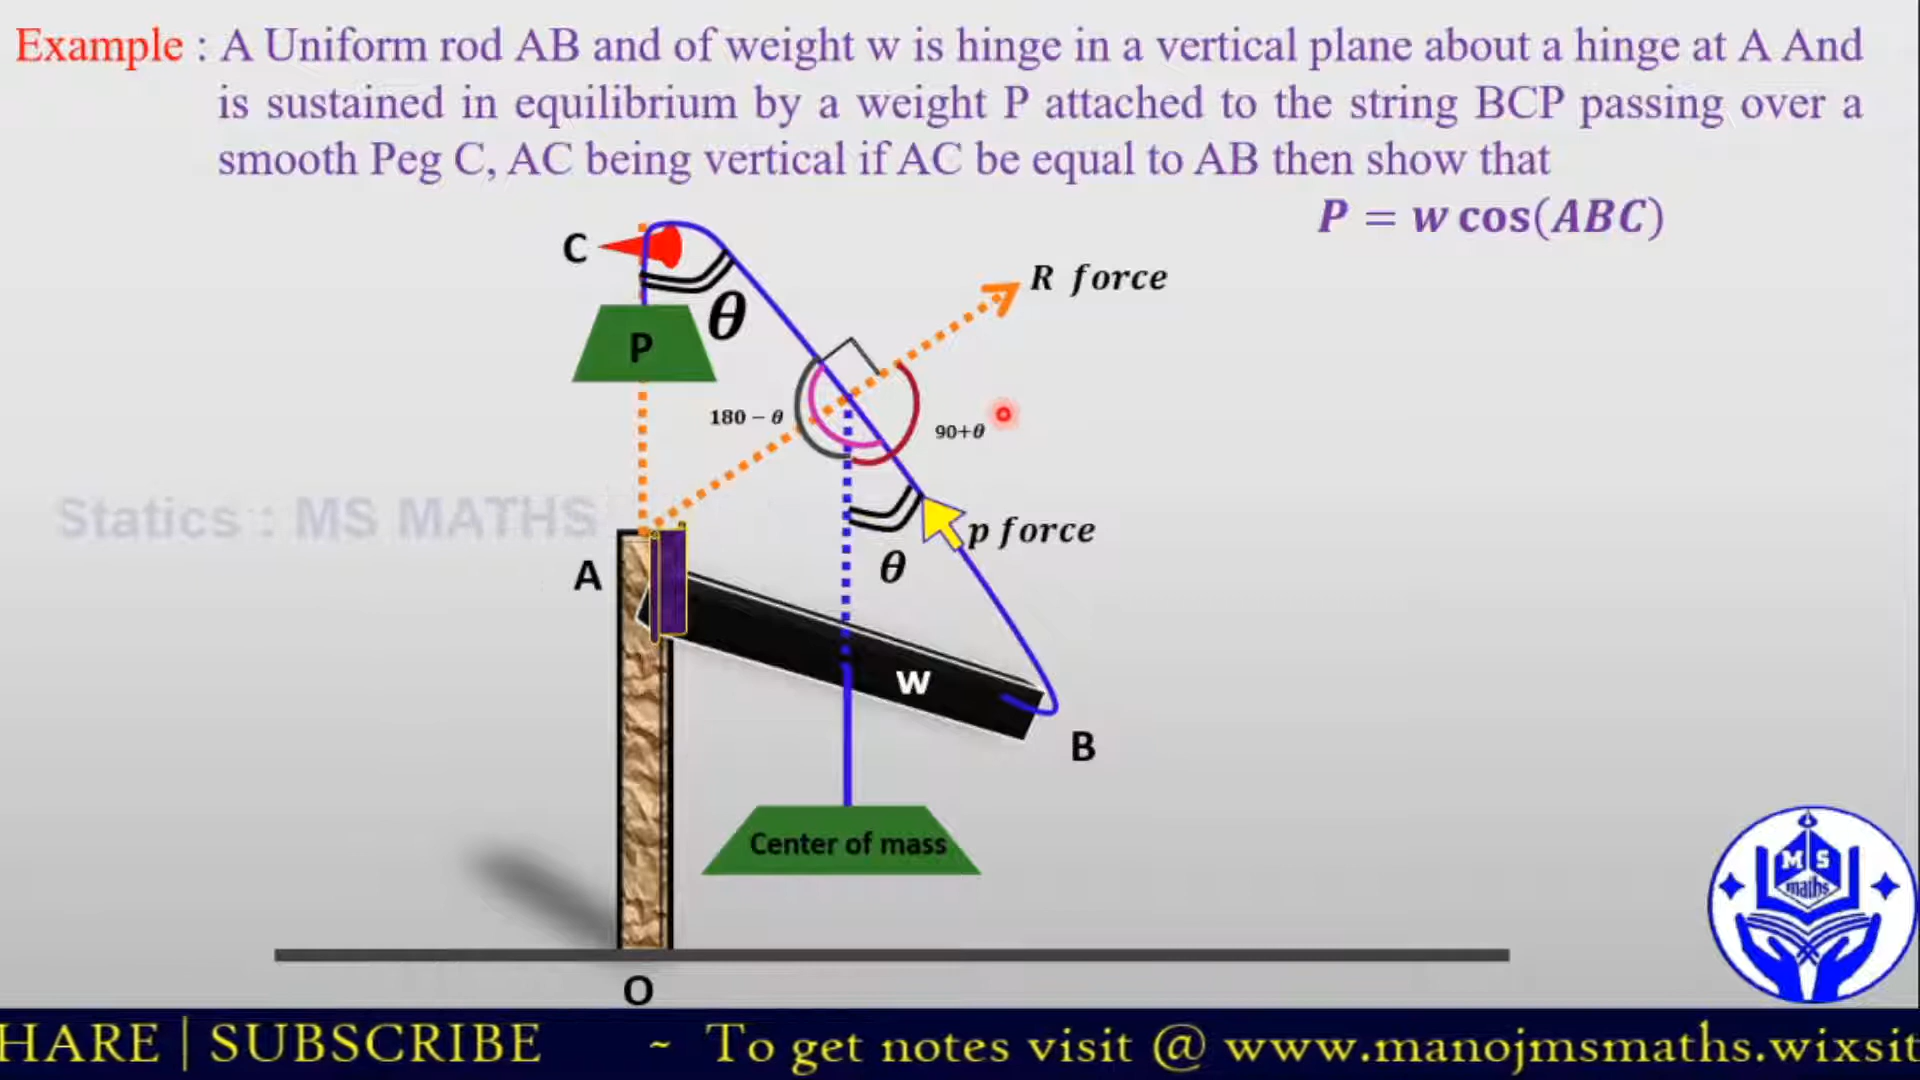 Example : A Uniform rod AB and of weight w is hinge in a vertical plane about a hinge at A And
is sustained in equilibrium by a weight P attached to the string BCP passing over a
smooth Peg C, AC being vertical if AC be equal to AB then show that
P = w cos(ABC)
C
R force
P
θ
180 − θ
90+θ
Statics : MS MATHS
p force
A
θ
w
B
Center of mass
M S
maths
O
HARE | SUBSCRIBE ~ To get notes visit @ www.manojmsmaths.wixsit